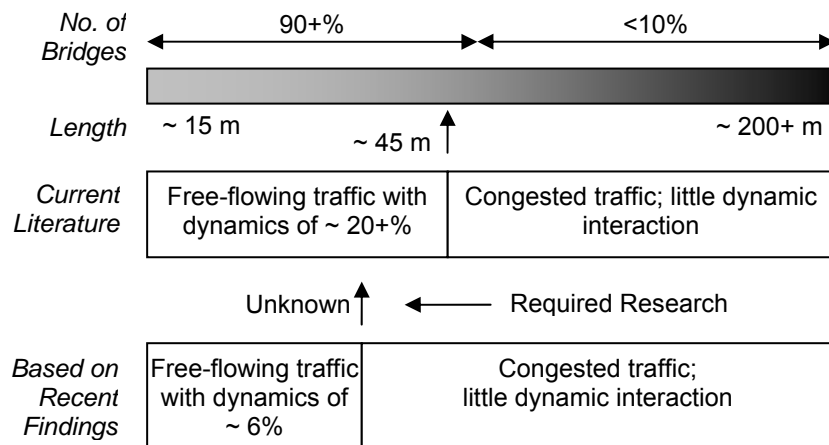 No. of
Bridges
90+%
<10%
Length
~ 15 m
~ 45 m
~ 200+ m
Current
Literature
Free-flowing traffic with
dynamics of ~ 20+%
Congested traffic; little dynamic
interaction
Unknown
Required Research
Based on
Recent
Findings
Free-flowing traffic
with dynamics of
~ 6%
Congested traffic;
little dynamic interaction